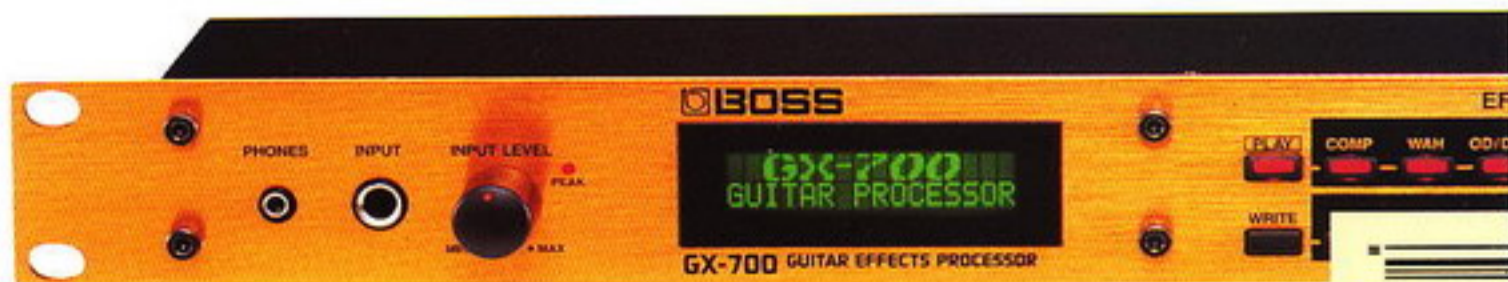 BOSS
PHONES
INPUT
INPUT LEVEL
PEAK
+ MAX
GX-700
GUITAR PROCESSOR
GX-700 GUITAR EFFECTS PROCESSOR
PLAY
COMP
WAH
WRITE